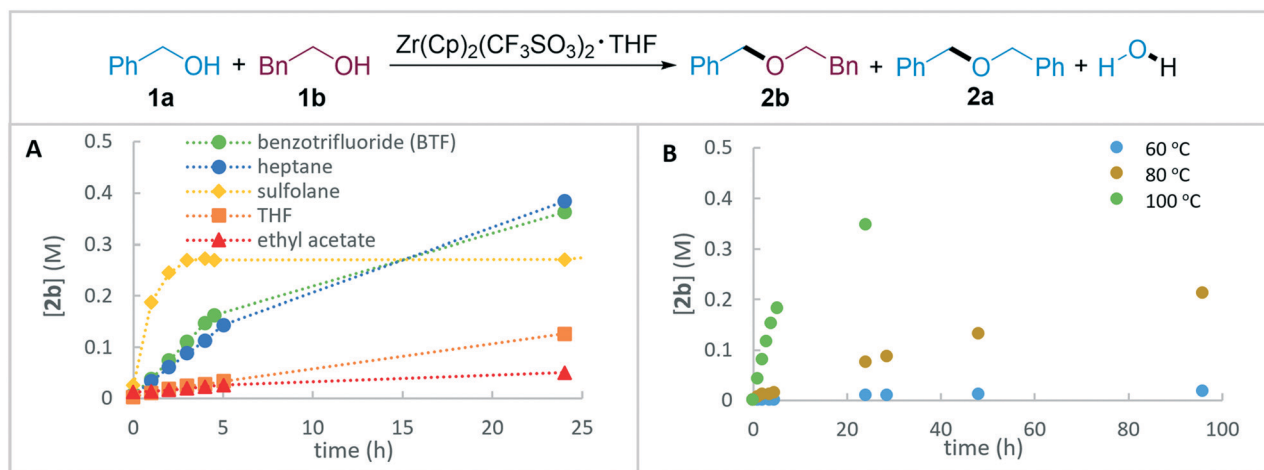 Zr(Cp)₂(CF₃SO₃)₂·THF
Ph OH + Bn OH Ph O Bn + Ph O Ph + H O H
1a 1b 2b 2a
A
benzotrifluoride (BTF)
heptane
sulfolane
THF
ethyl acetate
[2b] (M)
0.5
0.4
0.3
0.2
0.1
0
0 5 10 15 20 25
time (h)
B
60 °C
80 °C
100 °C
[2b] (M)
0.5
0.4
0.3
0.2
0.1
0
0 20 40 60 80 100
time (h)